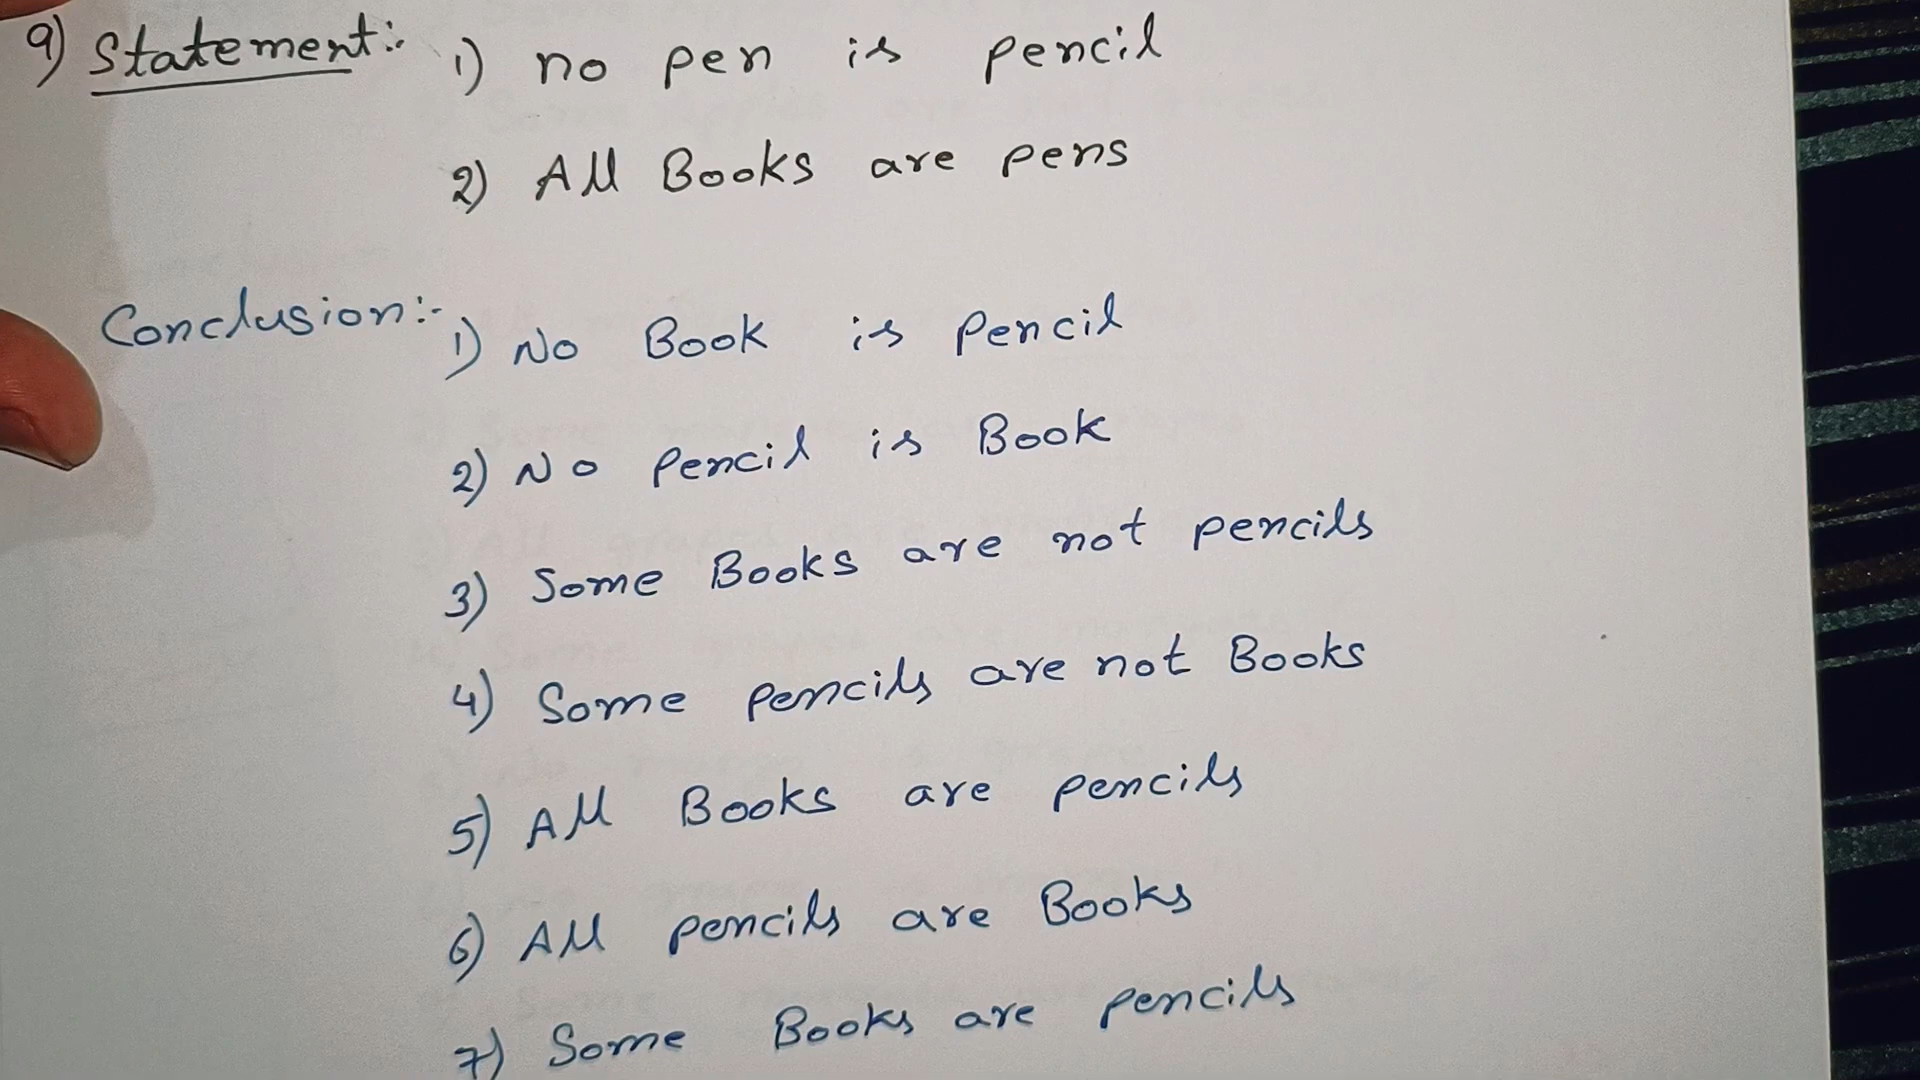 9) Statement:- 1) no pen is pencil
2) All Books are pens
Conclusion:- 1) No Book is Pencil
2) No Pencil is Book
3) Some Books are not pencils
4) Some pencils are not Books
5) All Books are pencils
6) All pencils are Books
7) Some Books are pencils